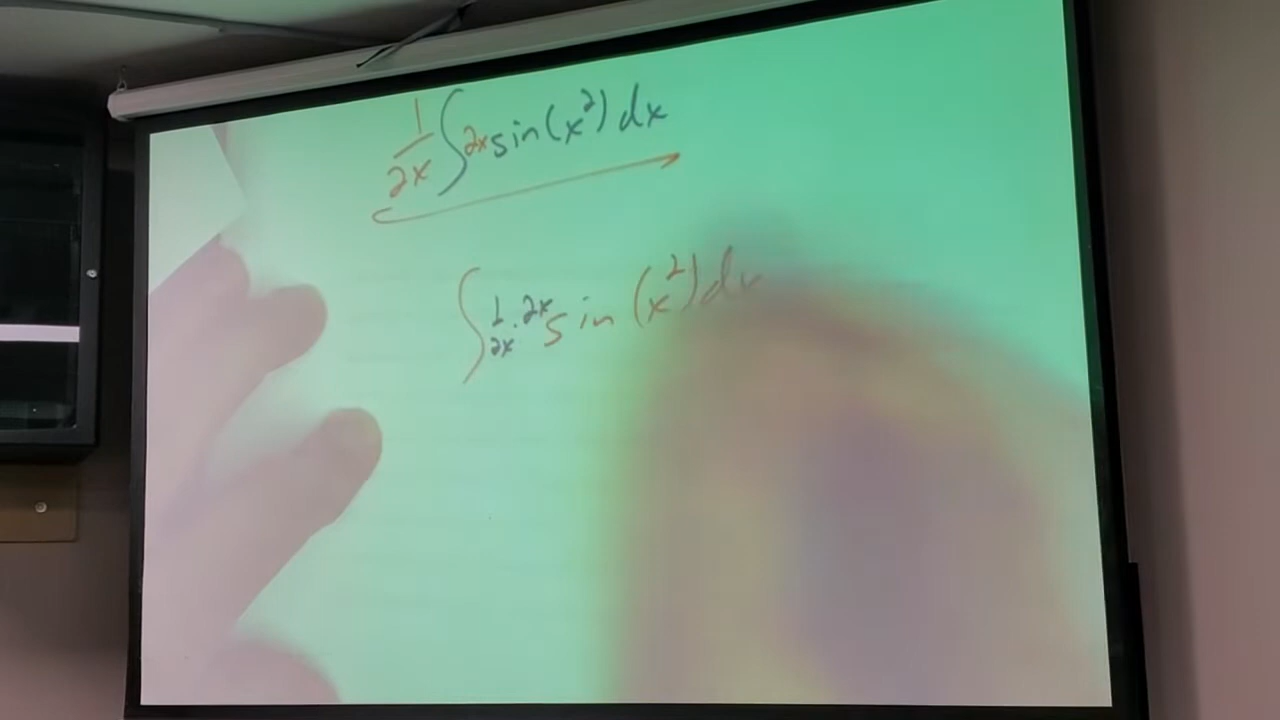 1/2x ∫2x sin(x²) dx
∫ 1/2x · 2x sin(x²) dx